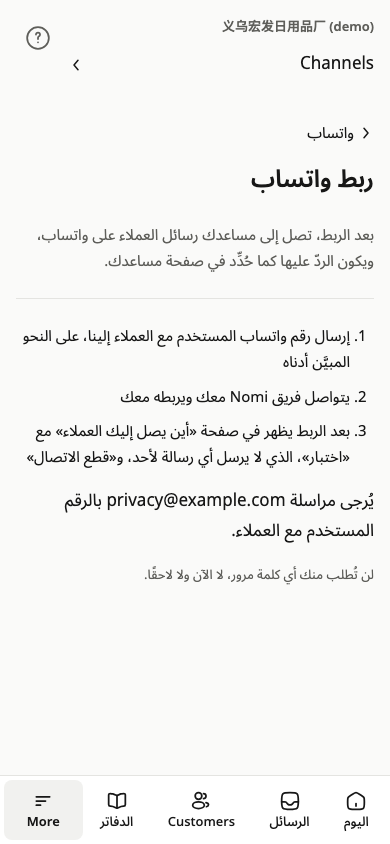 义乌宏发日用品厂 (demo)
Channels
واتساب
ربط واتساب
بعد الربط، تصل إلى مساعدك رسائل العملاء على واتساب،
ويكون الردّ عليها كما حُدِّد في صفحة مساعدك.
1. إرسال رقم واتساب المستخدم مع العملاء إلينا، على النحو
المبيَّن أدناه
2. يتواصل فريق Nomi معك ويربطه معك
3. بعد الربط يظهر في صفحة «أين يصل إليك العملاء» مع
«اختبار»، الذي لا يرسل أي رسالة لأحد، و«قطع الاتصال»
يُرجى مراسلة privacy@example.com بالرقم
المستخدم مع العملاء.
لن تُطلب منك أي كلمة مرور، لا الآن ولا لاحقًا.
اليوم
الرسائل
Customers
الدفاتر
More